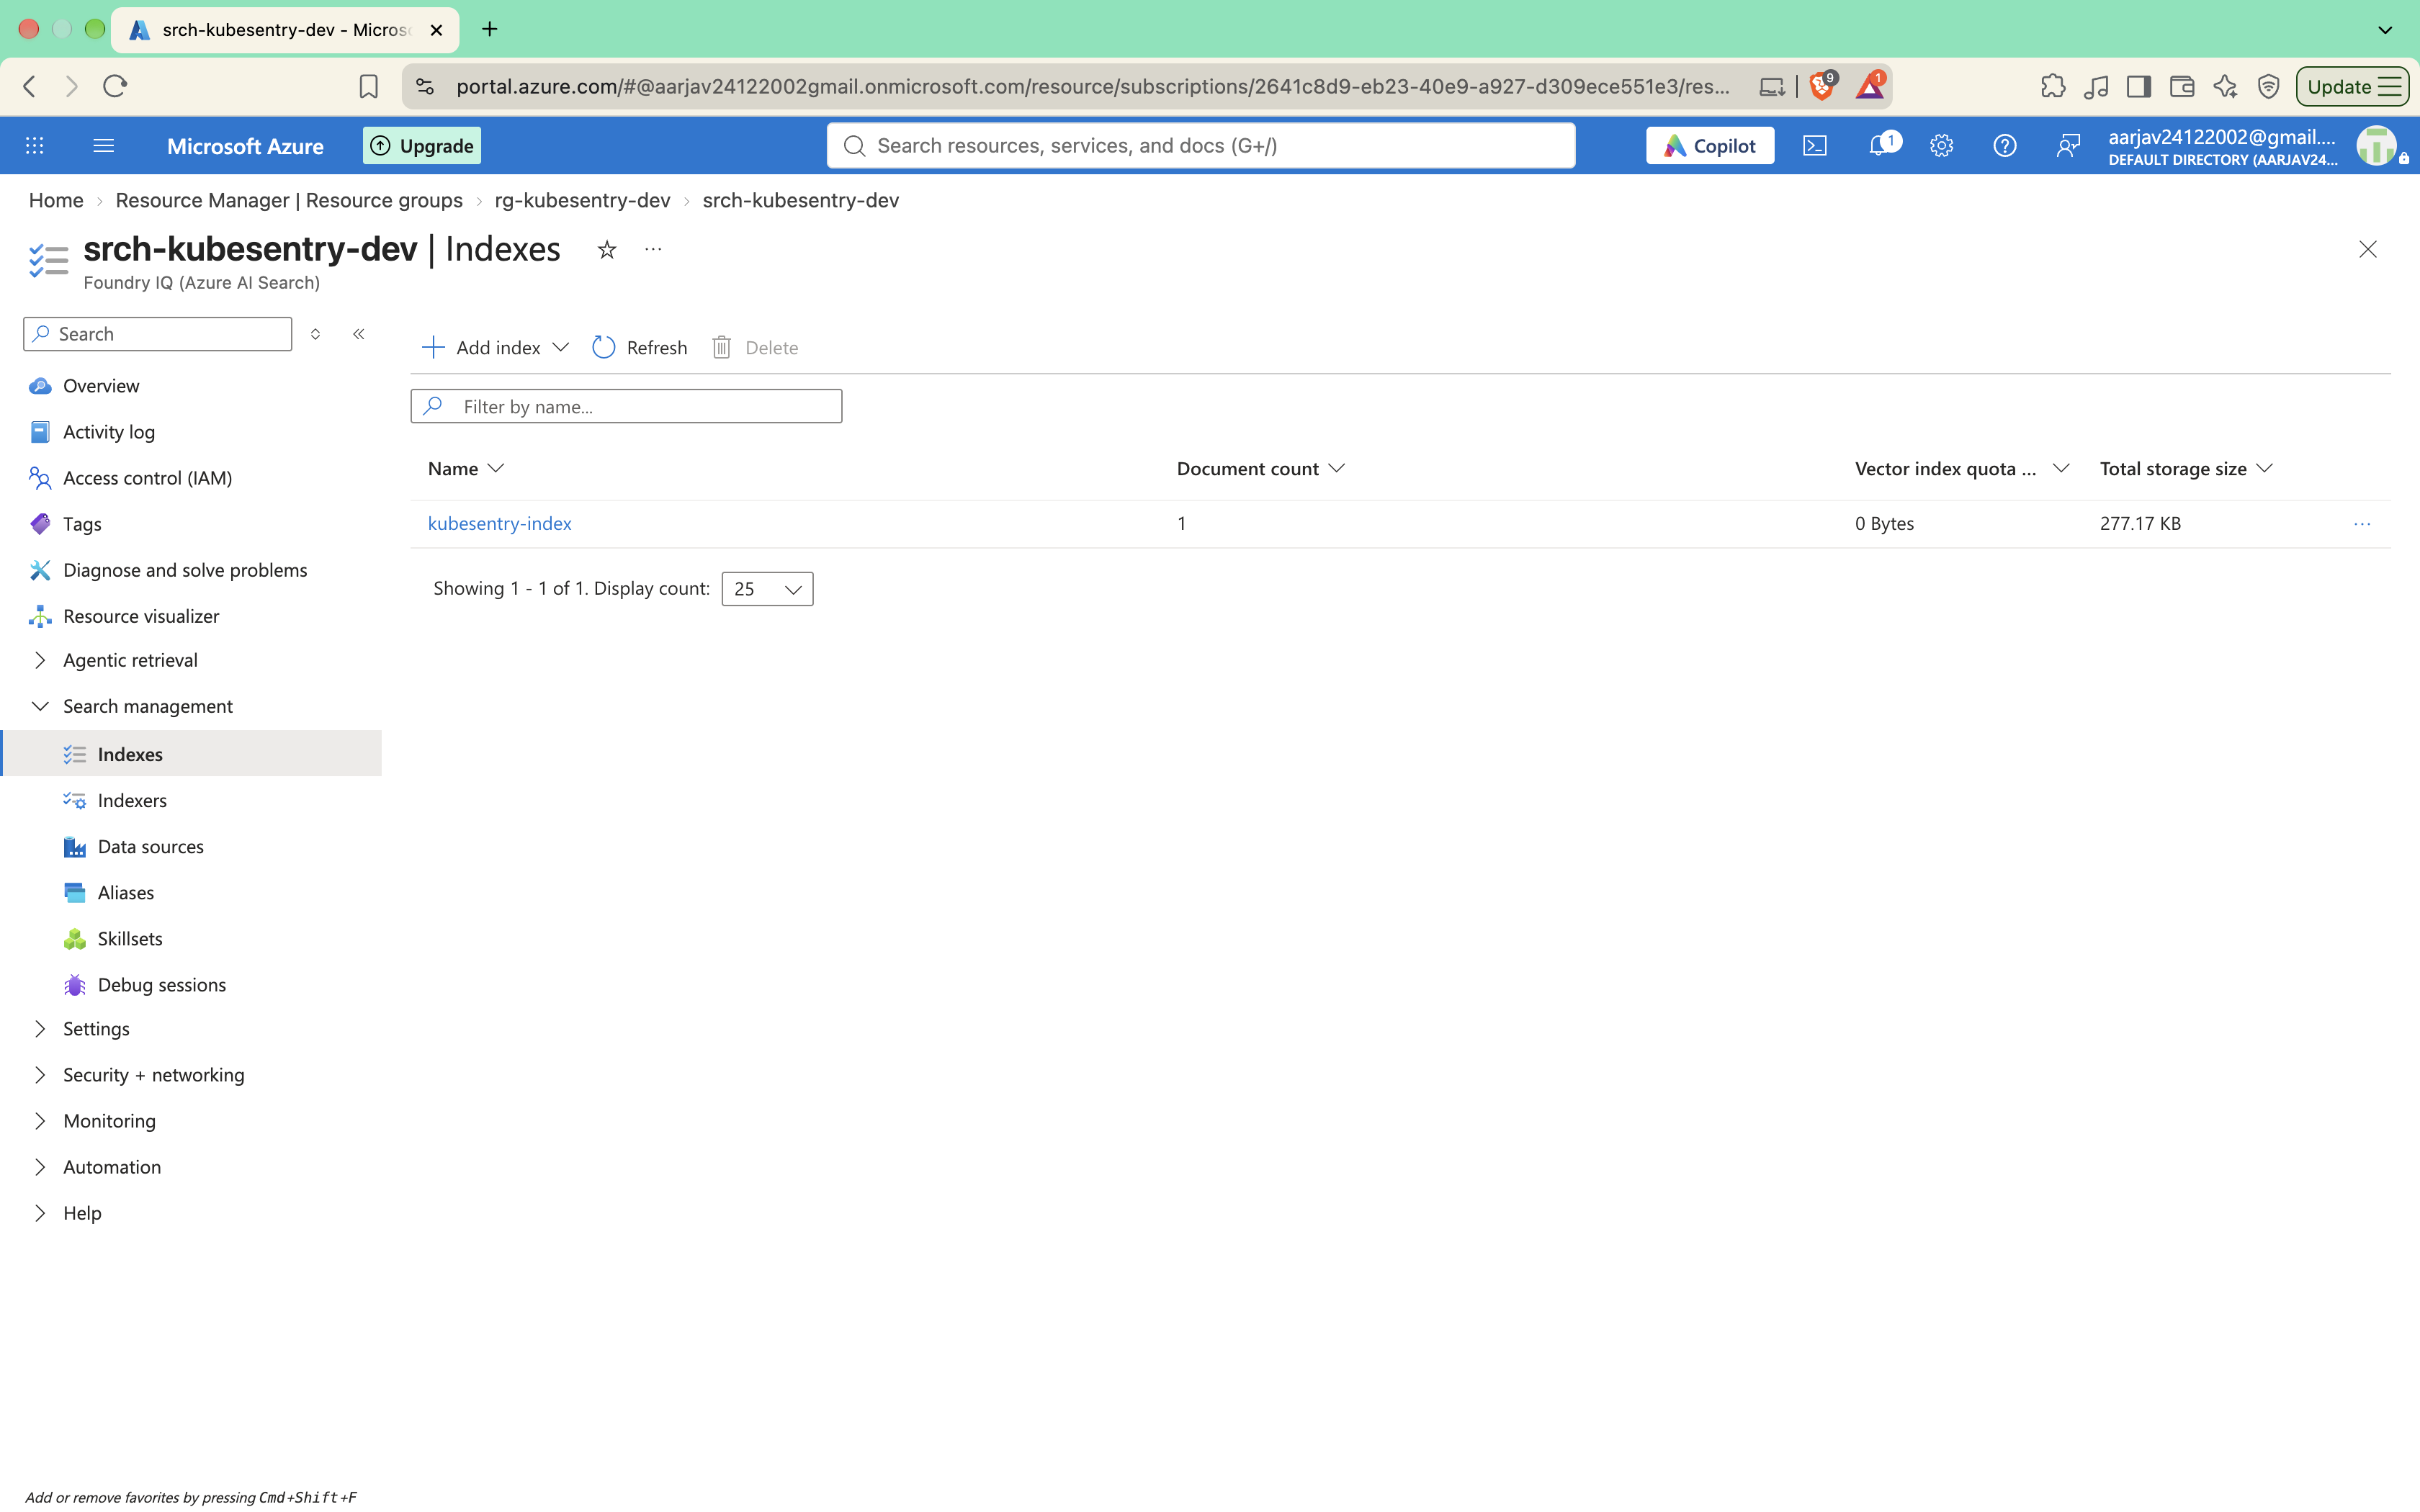 srch-kubesentry-dev - Micros
portal.azure.com/#@aarjav24122002gmail.onmicrosoft.com/resource/subscriptions/2641c8d9-eb23-40e9-a927-d309ece551e3/res...
9
1
Update
Microsoft Azure
Upgrade
Search resources, services, and docs (G+/)
Copilot
1
aarjav24122002@gmail....
DEFAULT DIRECTORY (AARJAV24...
Home > Resource Manager | Resource groups > rg-kubesentry-dev > srch-kubesentry-dev
srch-kubesentry-dev | Indexes
Foundry IQ (Azure AI Search)
Search
Overview
Activity log
Access control (IAM)
Tags
Diagnose and solve problems
Resource visualizer
Agentic retrieval
Search management
Indexes
Indexers
Data sources
Aliases
Skillsets
Debug sessions
Settings
Security + networking
Monitoring
Automation
Help
Add index
Refresh
Delete
Filter by name...
Name Document count Vector index quota ... Total storage size
kubesentry-index 1 0 Bytes 277.17 KB
Showing 1 - 1 of 1. Display count: 25
Add or remove favorites by pressing Cmd+Shift+F